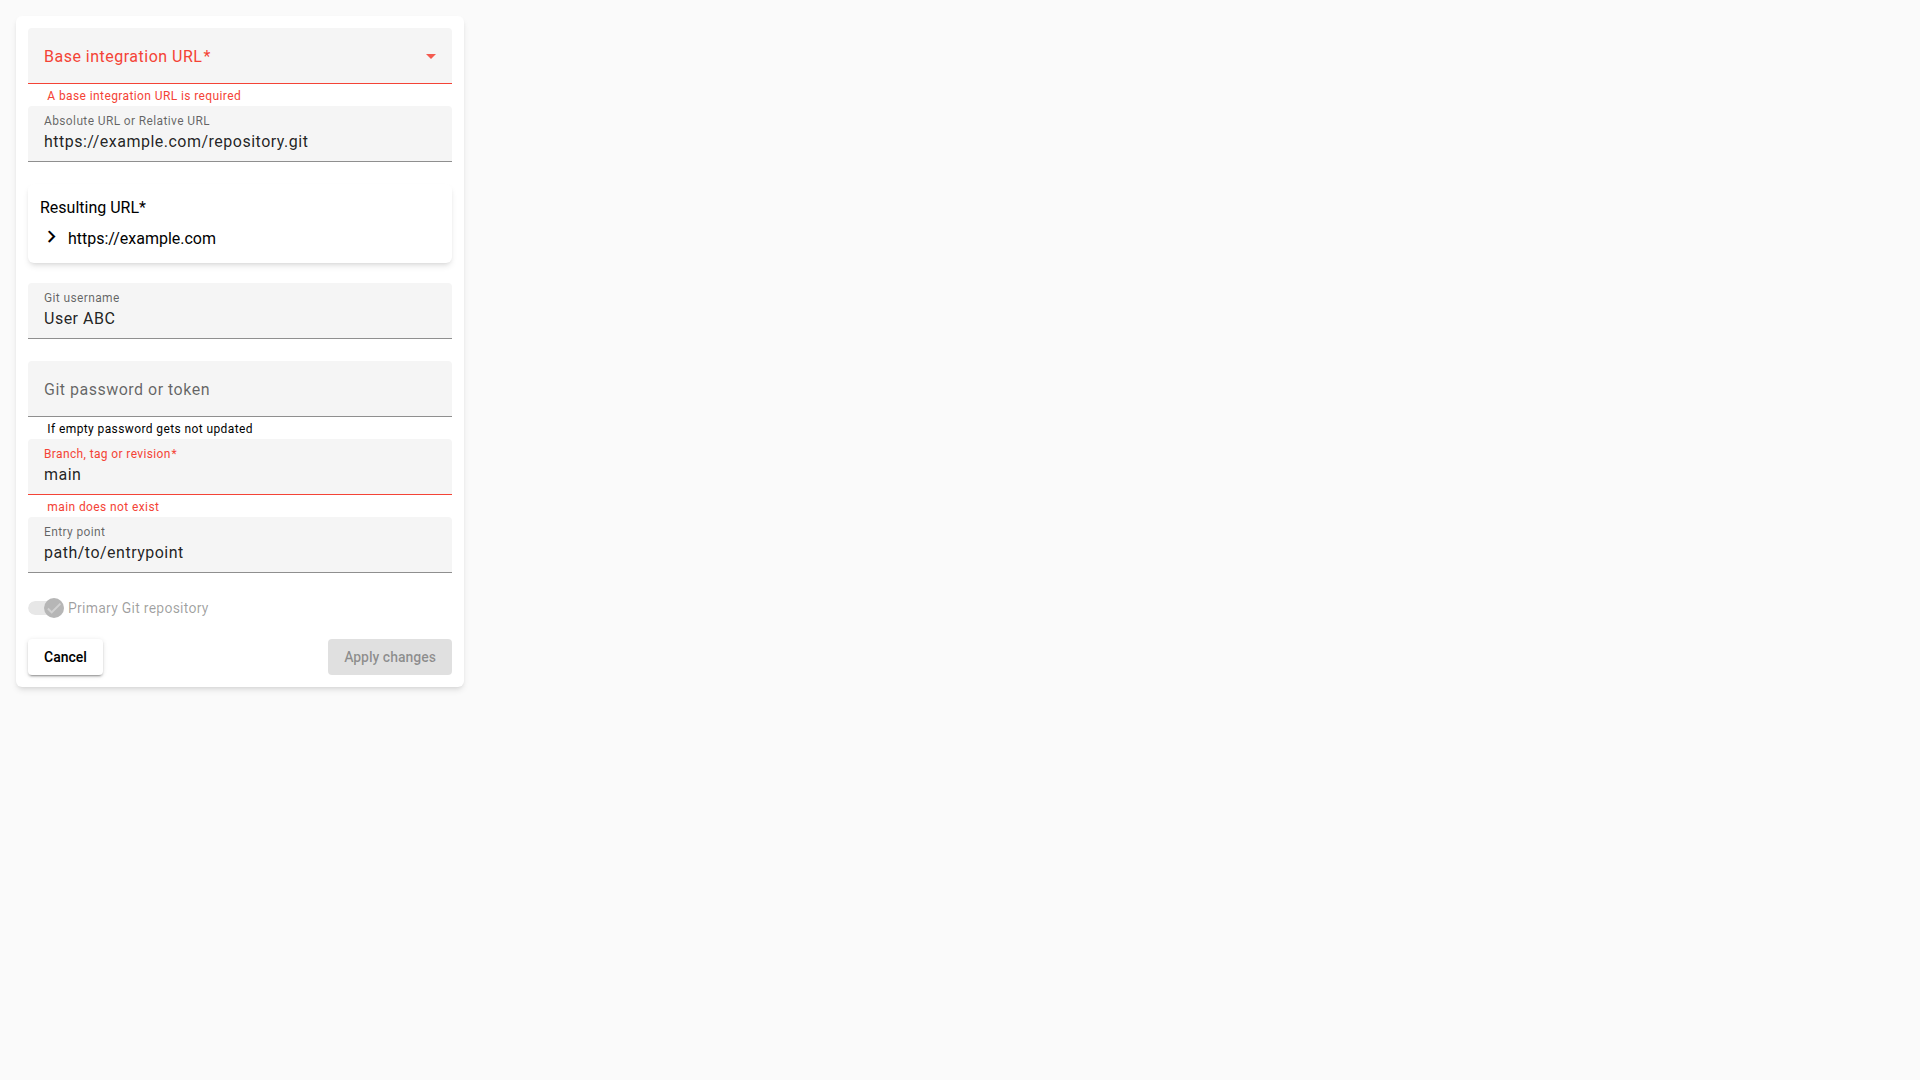 Base integration URL*
A base integration URL is required
Absolute URL or Relative URL
https://example.com/repository.git
Resulting URL*
https://example.com
Git username
User ABC
Git password or token
If empty password gets not updated
Branch, tag or revision*
main
main does not exist
Entry point
path/to/entrypoint
Primary Git repository
Cancel
Apply changes